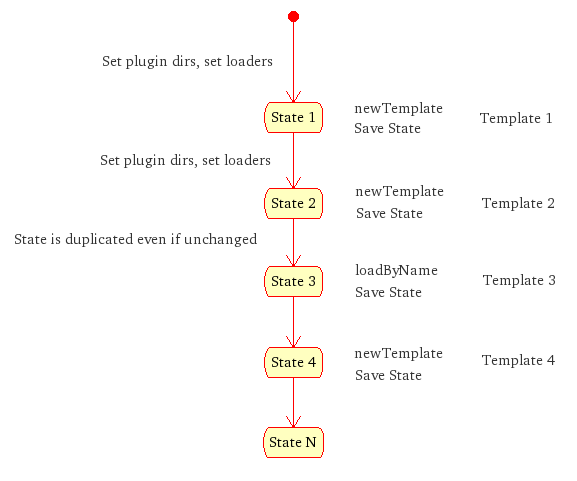 Set plugin dirs, set loaders
State 1
newTemplate
Save State
Template 1
Set plugin dirs, set loaders
State 2
newTemplate
Save State
Template 2
State is duplicated even if unchanged
State 3
loadByName
Save State
Template 3
State 4
newTemplate
Save State
Template 4
State N